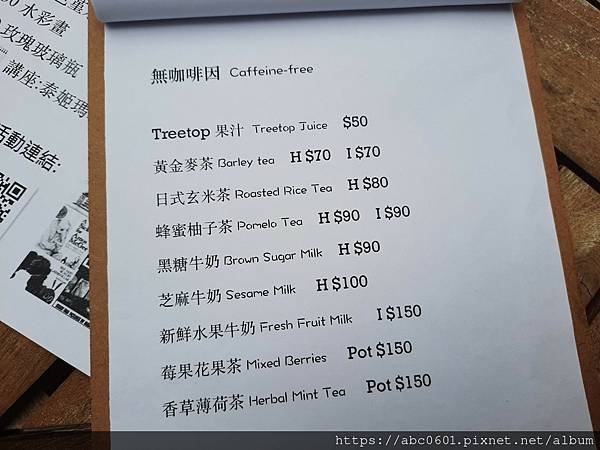 水彩畫
玫瑰玻璃瓶
講座:泰姬瑪
活動連結:
無咖啡因 Caffeine-free
Treetop 果汁 Treetop Juice $50
黃金麥茶 Barley tea H $70 I $70
日式玄米茶 Roasted Rice Tea H $80
蜂蜜柚子茶 Pomelo Tea H $90 I $90
黑糖牛奶 Brown Sugar Milk H $90
芝麻牛奶 Sesame Milk H $100
新鮮水果牛奶 Fresh Fruit Milk I $150
莓果花果茶 Mixed Berries Pot $150
香草薄荷茶 Herbal Mint Tea Pot $150
https://abc0601.pixnet.net/album